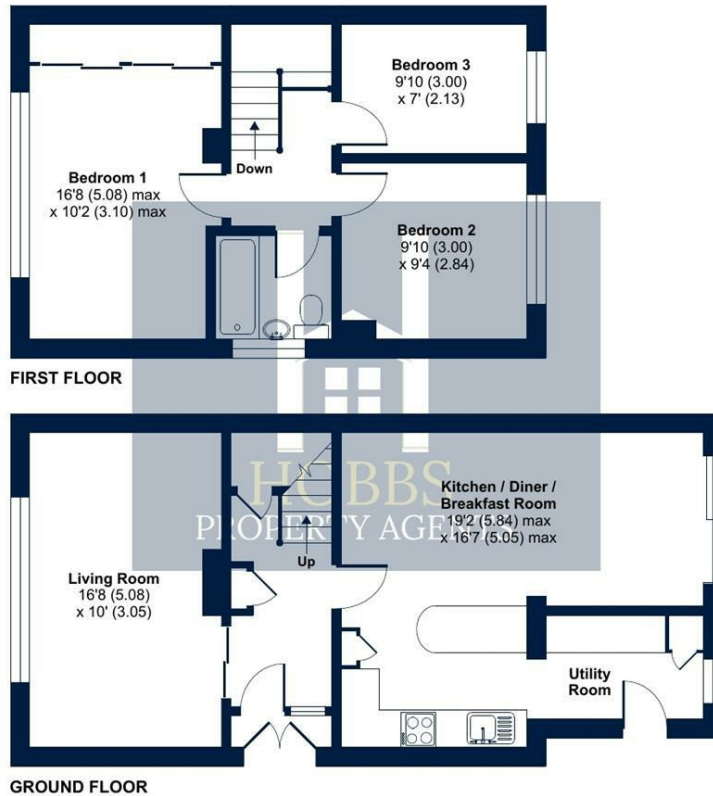 Bedroom 3
9'10 (3.00)
x 7' (2.13)
Bedroom 1
16'8 (5.08) max
x 10'2 (3.10) max
Down
Bedroom 2
9'10 (3.00)
x 9'4 (2.84)
FIRST FLOOR
HOBBS
PROPERTY AGENTS
Kitchen / Diner /
Breakfast Room
19'2 (5.84) max
x 16'7 (5.05) max
Living Room
16'8 (5.08)
x 10' (3.05)
Up
Utility
Room
GROUND FLOOR